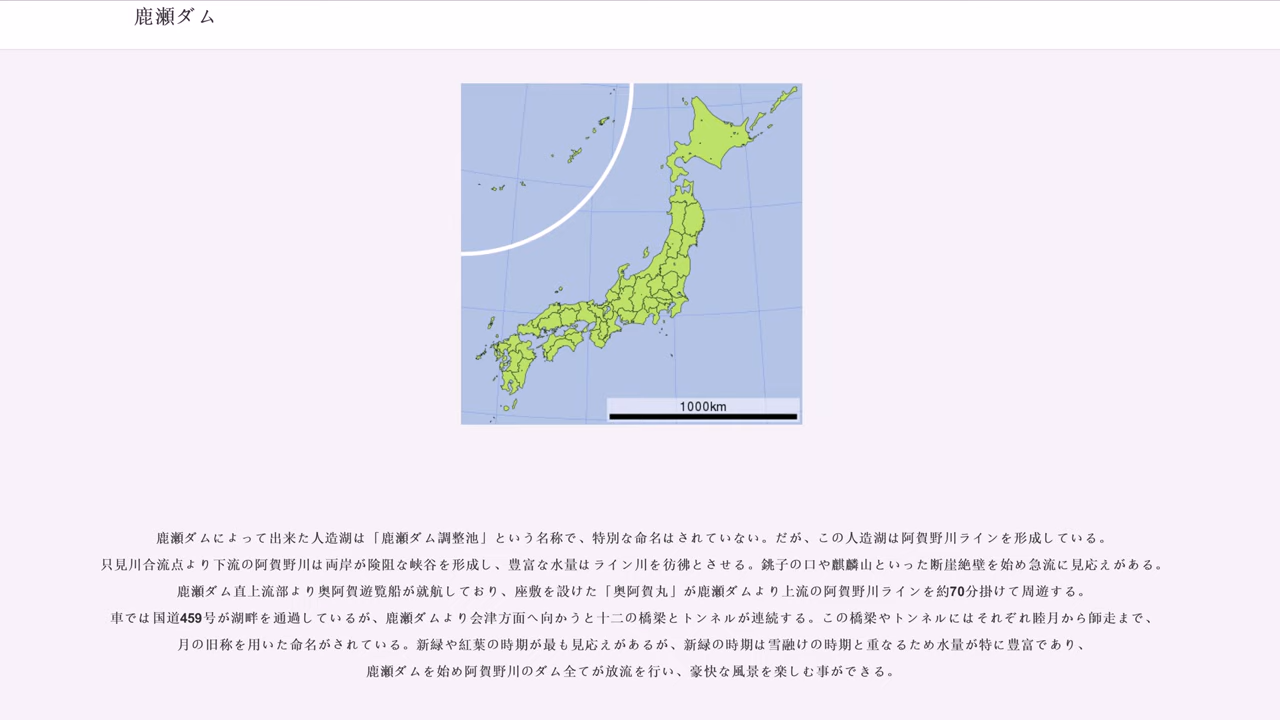 鹿瀬ダム
1000km
鹿瀬ダムによって出来た人造湖は「鹿瀬ダム調整池」という名称で、特別な命名はされていない。だが、この人造湖は阿賀野川ラインを形成している。
只見川合流点より下流の阿賀野川は両岸が険阻な峡谷を形成し、豊富な水量はライン川を彷彿とさせる。銚子の口や麒麟山といった断崖絶壁を始め急流に見応えがある。
鹿瀬ダム直上流部より奥阿賀遊覧船が就航しており、座敷を設けた「奥阿賀丸」が鹿瀬ダムより上流の阿賀野川ラインを約70分掛けて周遊する。
車では国道459号が湖畔を通過しているが、鹿瀬ダムより会津方面へ向かうと十二の橋梁とトンネルが連続する。この橋梁やトンネルにはそれぞれ睦月から師走まで、
月の旧称を用いた命名がされている。新緑や紅葉の時期が最も見応えがあるが、新緑の時期は雪融けの時期と重なるため水量が特に豊富であり、
鹿瀬ダムを始め阿賀野川のダム全てが放流を行い、豪快な風景を楽しむ事ができる。